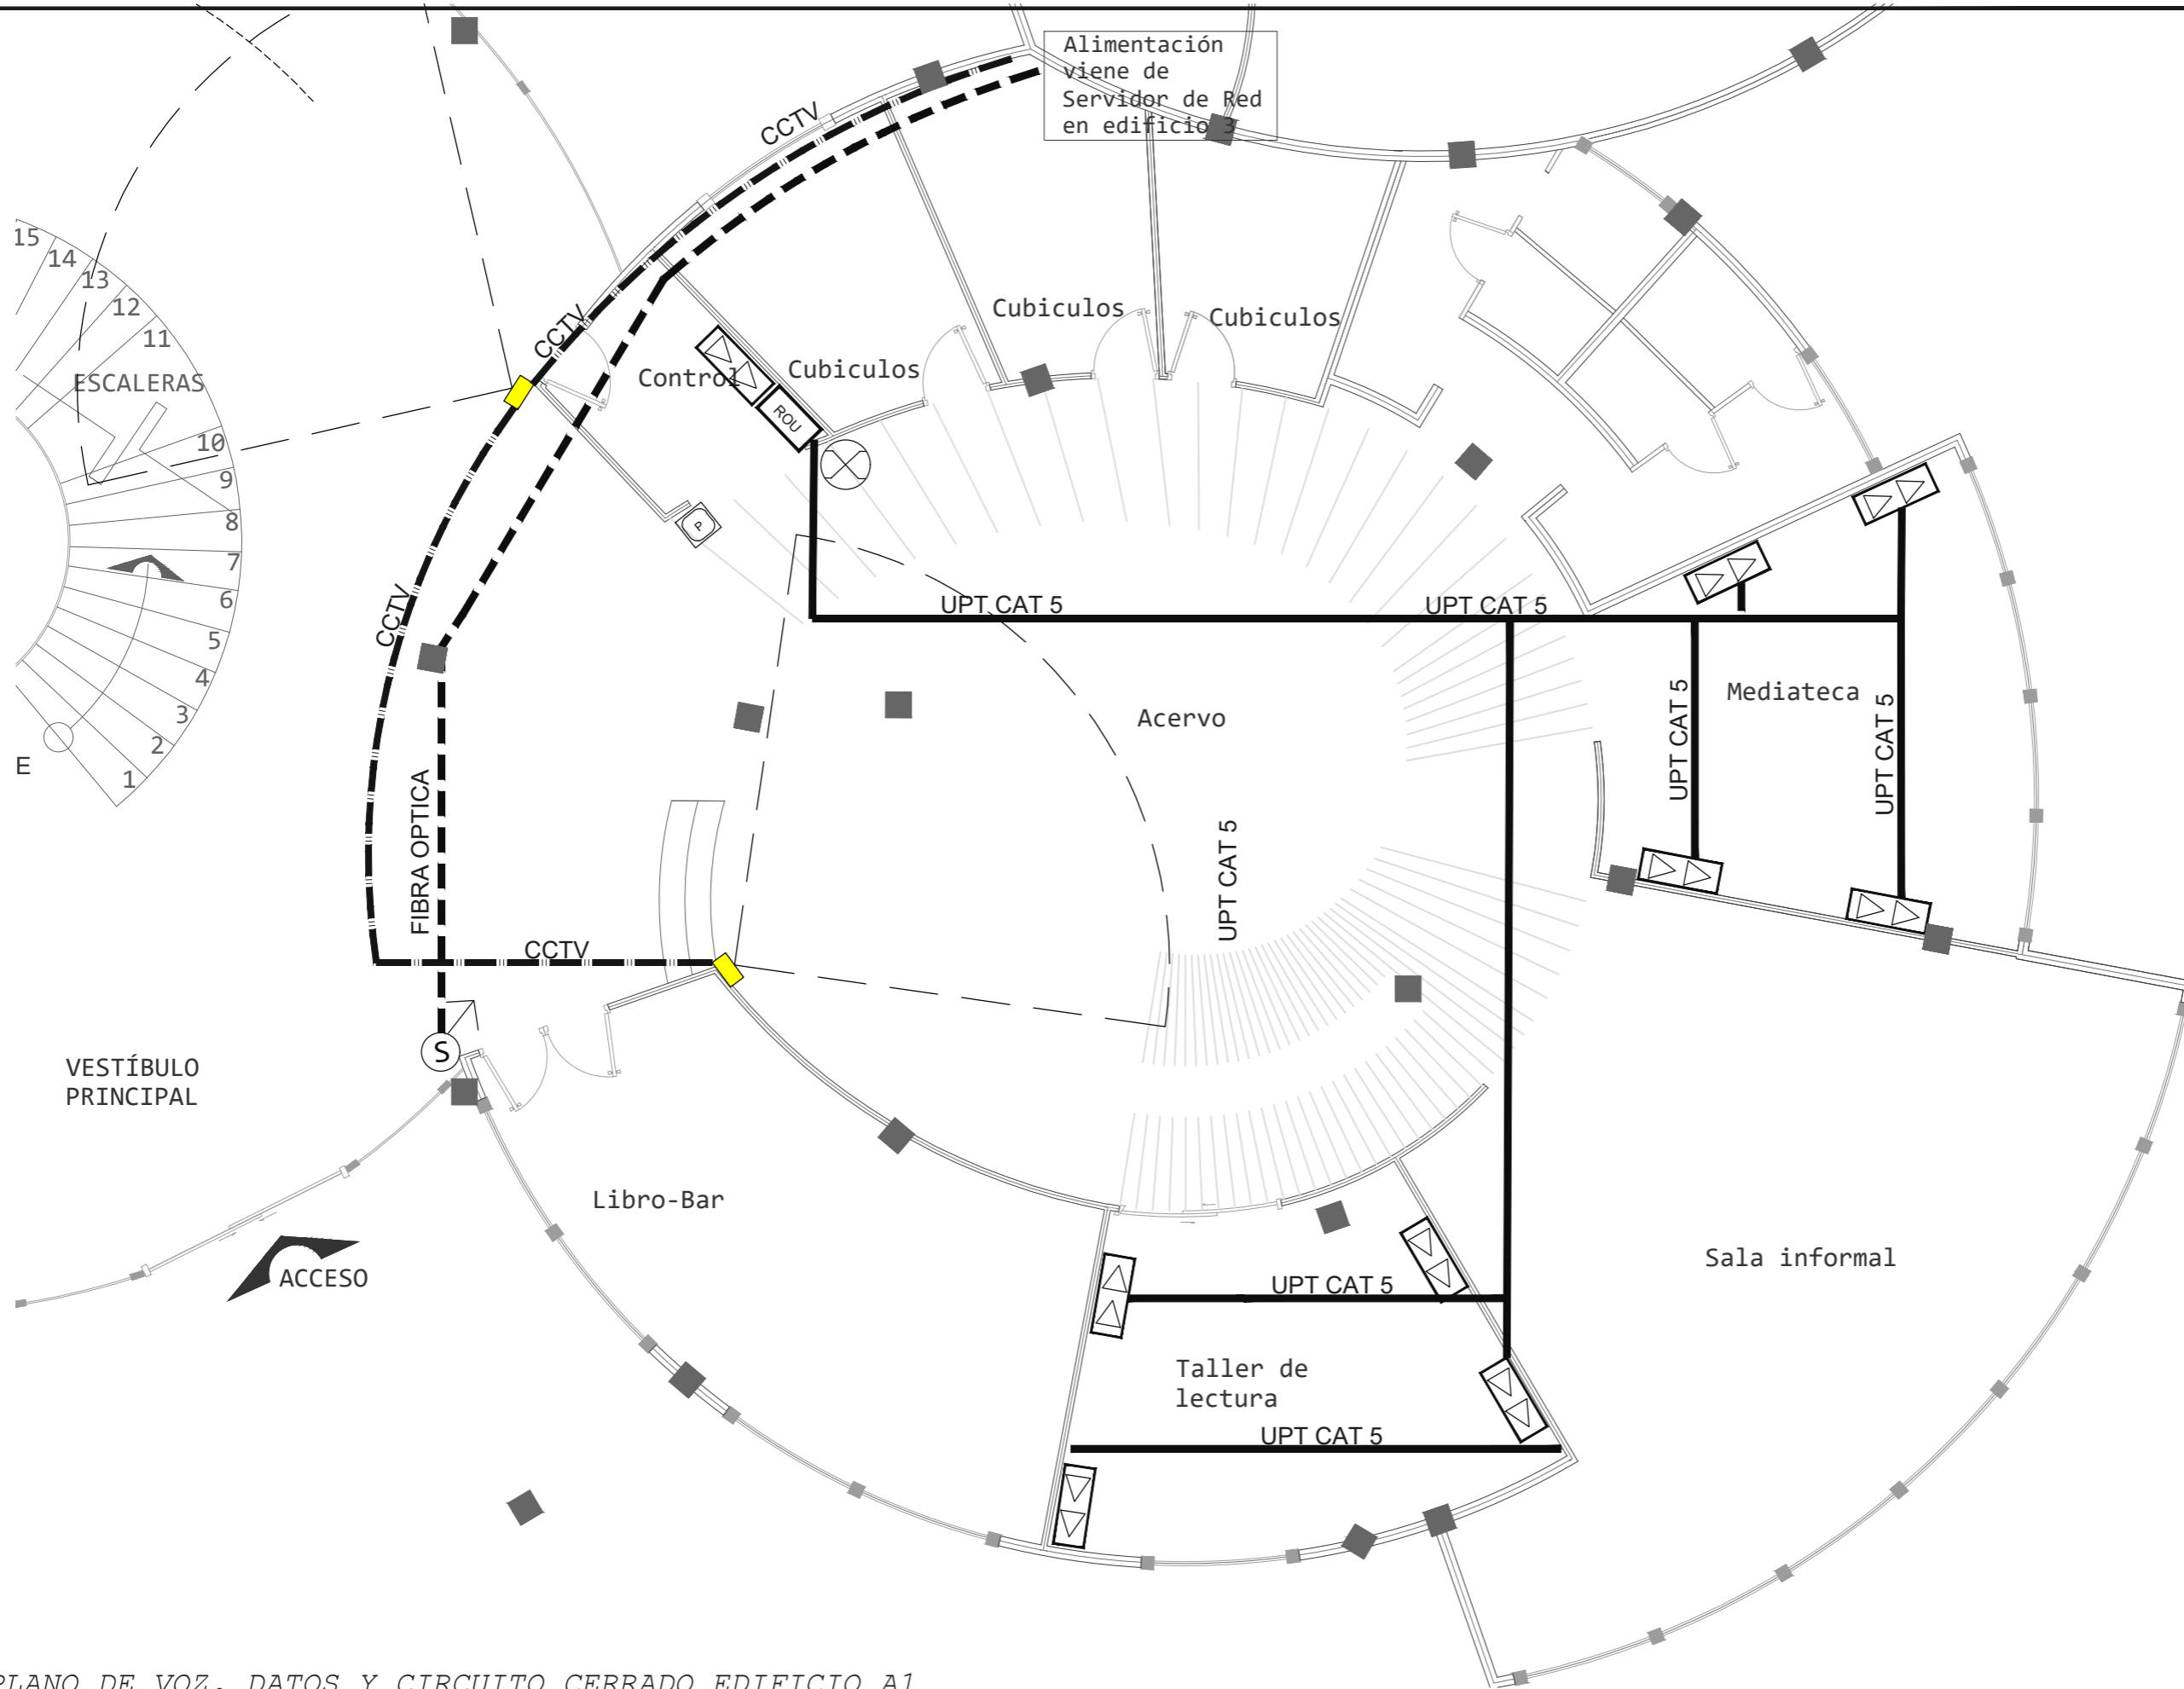 Alimentación
viene de
Servidor de Red
en edificio 3
CCTV
15
14
13
12
11
ESCALERAS
10
9
8
7
6
5
4
3
2
1
E
CCTV
Control
ROU
Cubiculos
Cubiculos
Cubiculos
P
CCTV
UPT CAT 5
UPT CAT 5
Acervo
Mediateca
UPT CAT 5
UPT CAT 5
UPT CAT 5
FIBRA OPTICA
CCTV
S
VESTÍBULO
PRINCIPAL
Libro-Bar
ACCESO
Sala informal
UPT CAT 5
Taller de
lectura
UPT CAT 5
PLANO DE VOZ, DATOS Y CIRCUITO CERRADO EDIFICIO A1